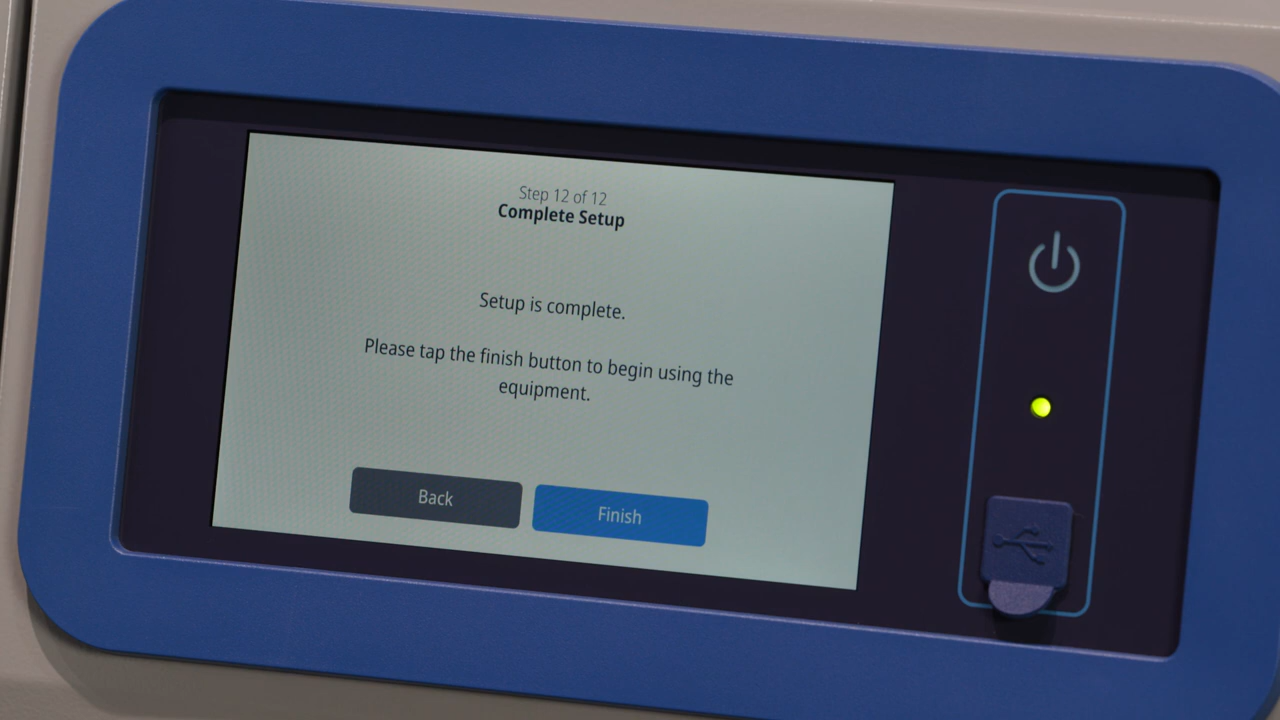 Step 12 of 12
Complete Setup
Setup is complete.
Please tap the finish button to begin using the
equipment.
Back
Finish